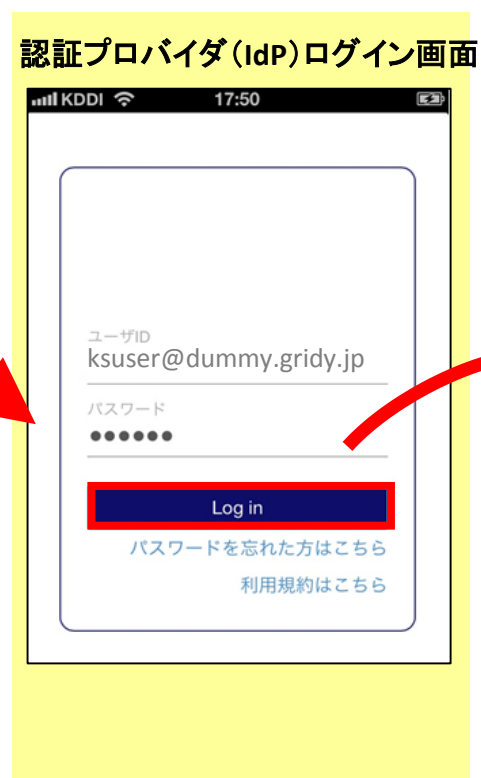 認証プロバイダ（IdP）ログイン画面
KDDI 17:50
ユーザID
ksuser@dummy.gridy.jp
パスワード
●●●●●●
Log in
パスワードを忘れた方はこちら
利用規約はこちら